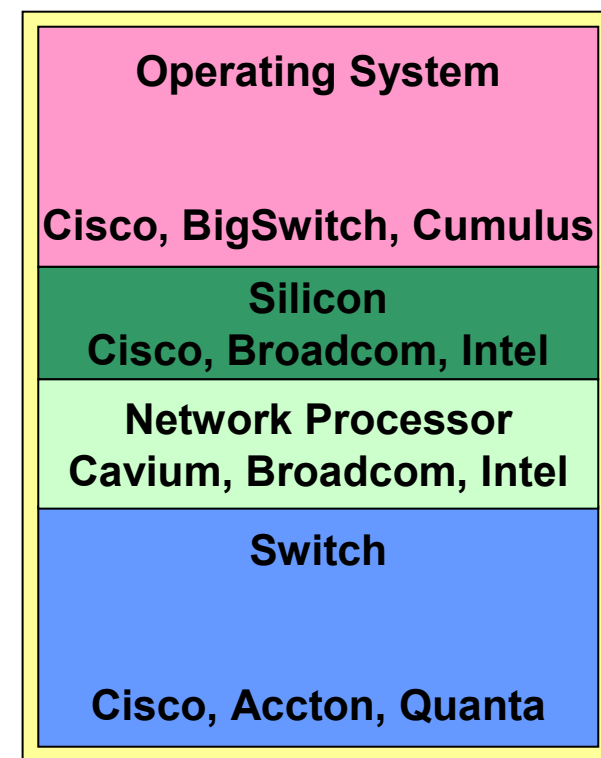 Operating System
Cisco, BigSwitch, Cumulus
Silicon
Cisco, Broadcom, Intel
Network Processor
Cavium, Broadcom, Intel
Switch
Cisco, Accton, Quanta